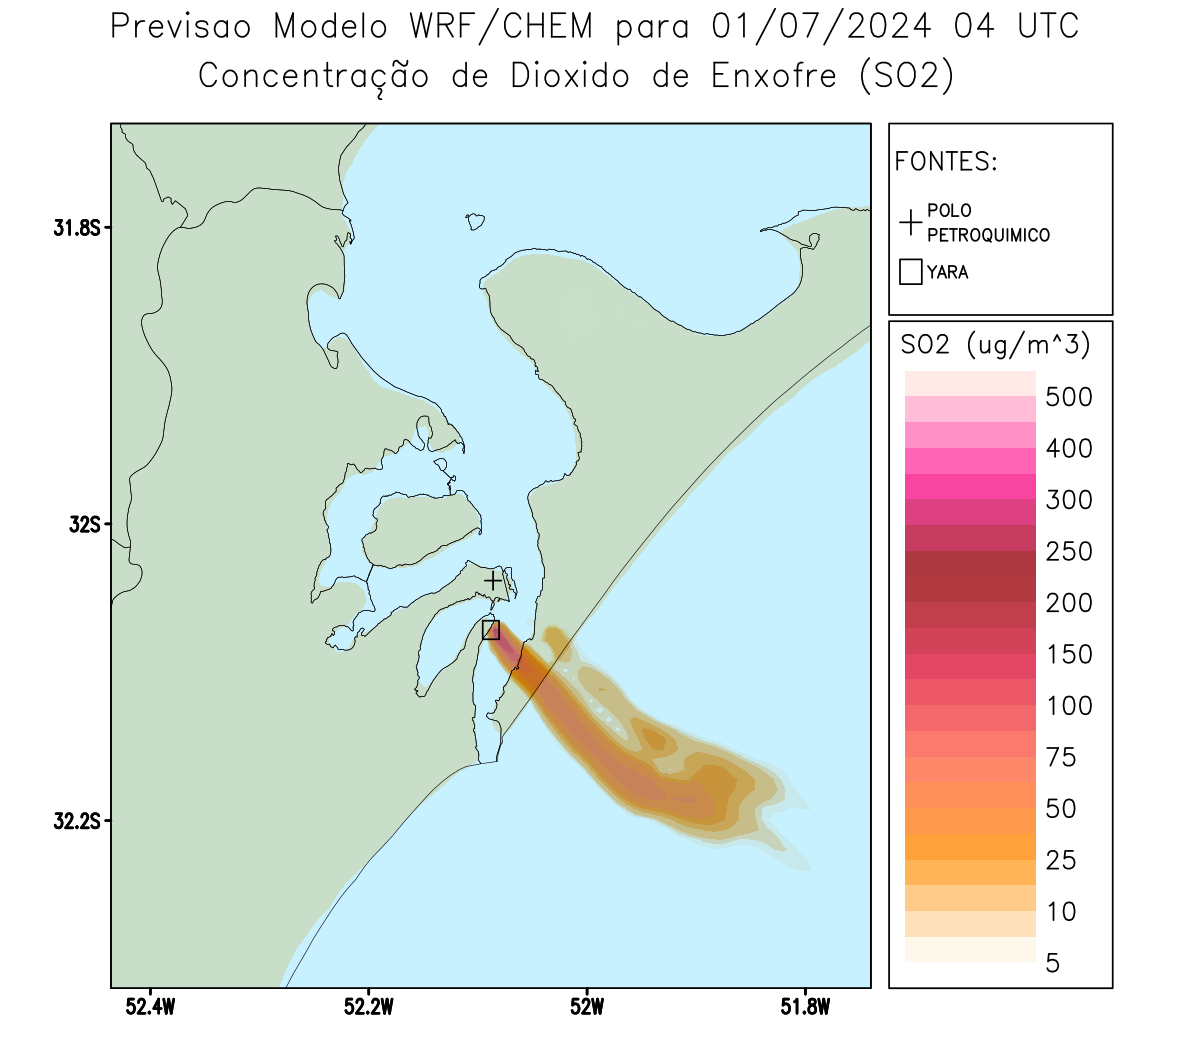 Previsao Modelo WRF/CHEM para 01/07/2024 04 UTC
Concentração de Dioxido de Enxofre (SO2)
FONTES:
POLO
PETROQUIMICO
YARA
31.8S
32S
32.2S
52.4W
52.2W
52W
51.8W
SO2 (ug/m^3)
500
400
300
250
200
150
100
75
50
25
10
5